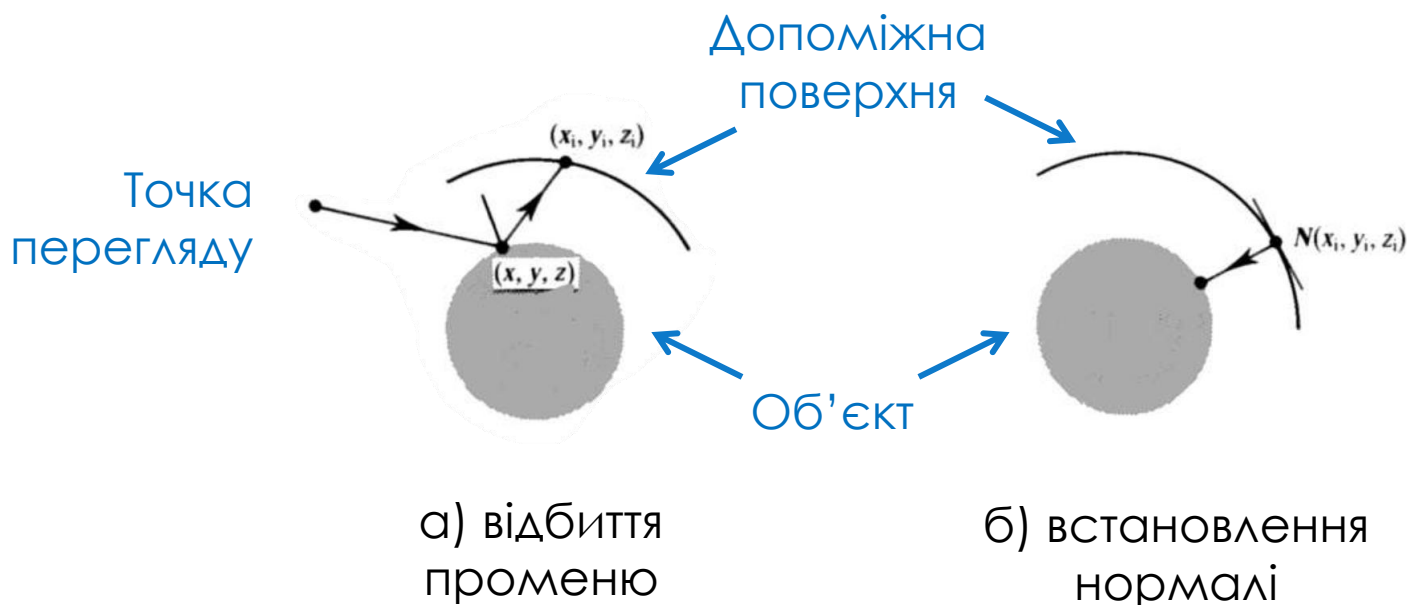 Допоміжна
поверхня
(xᵢ, yᵢ, zᵢ)
Точка
перегляду
N(xᵢ, yᵢ, zᵢ)
(x, y, z)
Об’єкт
а) відбиття
променю
б) встановлення
нормалі